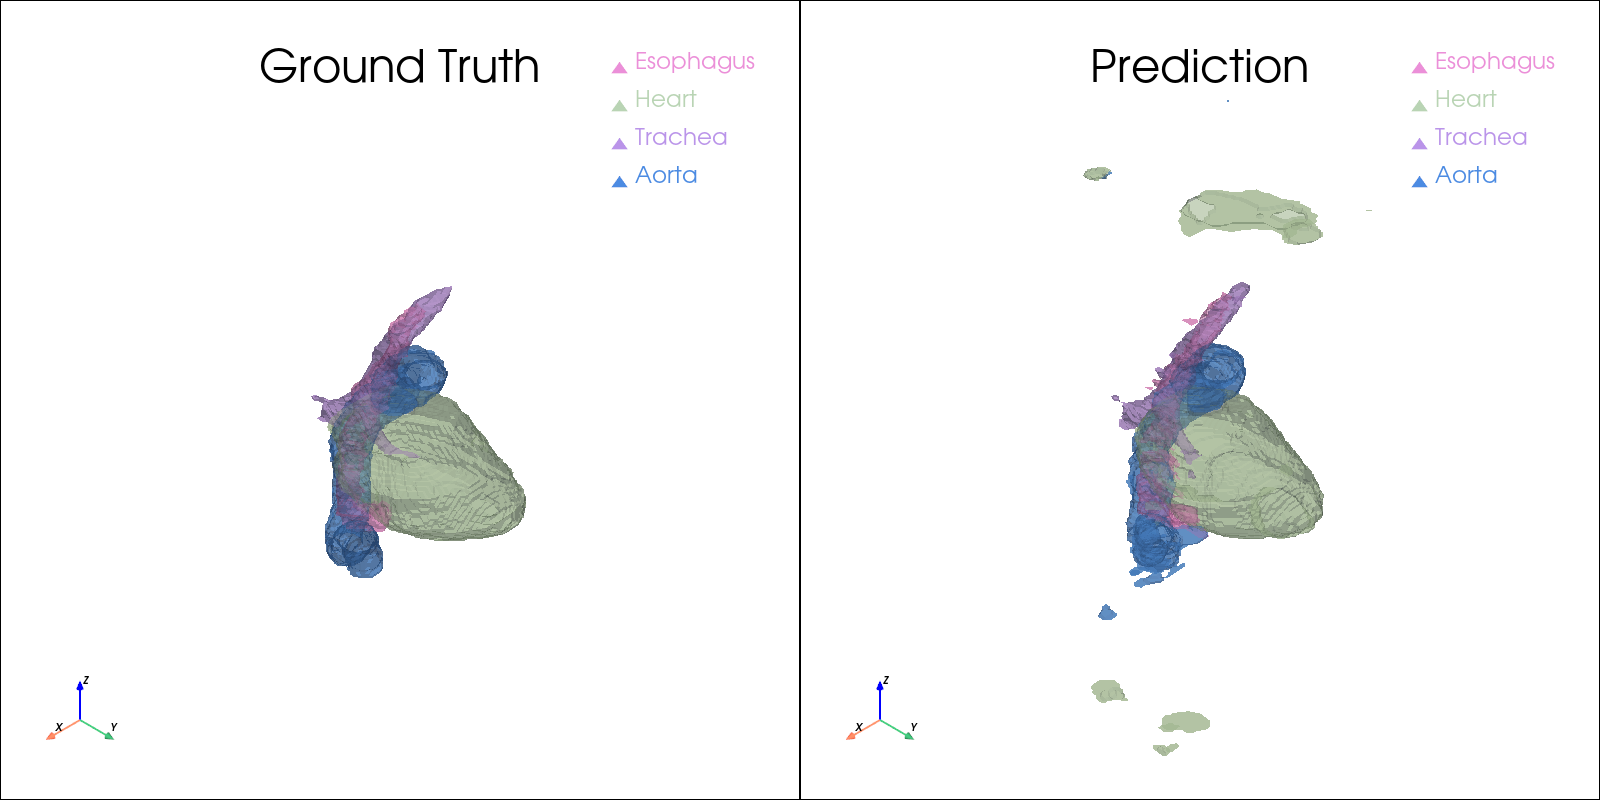 Ground Truth
Esophagus
Heart
Trachea
Aorta
Z
X
Y
Prediction
Esophagus
Heart
Trachea
Aorta
Z
X
Y